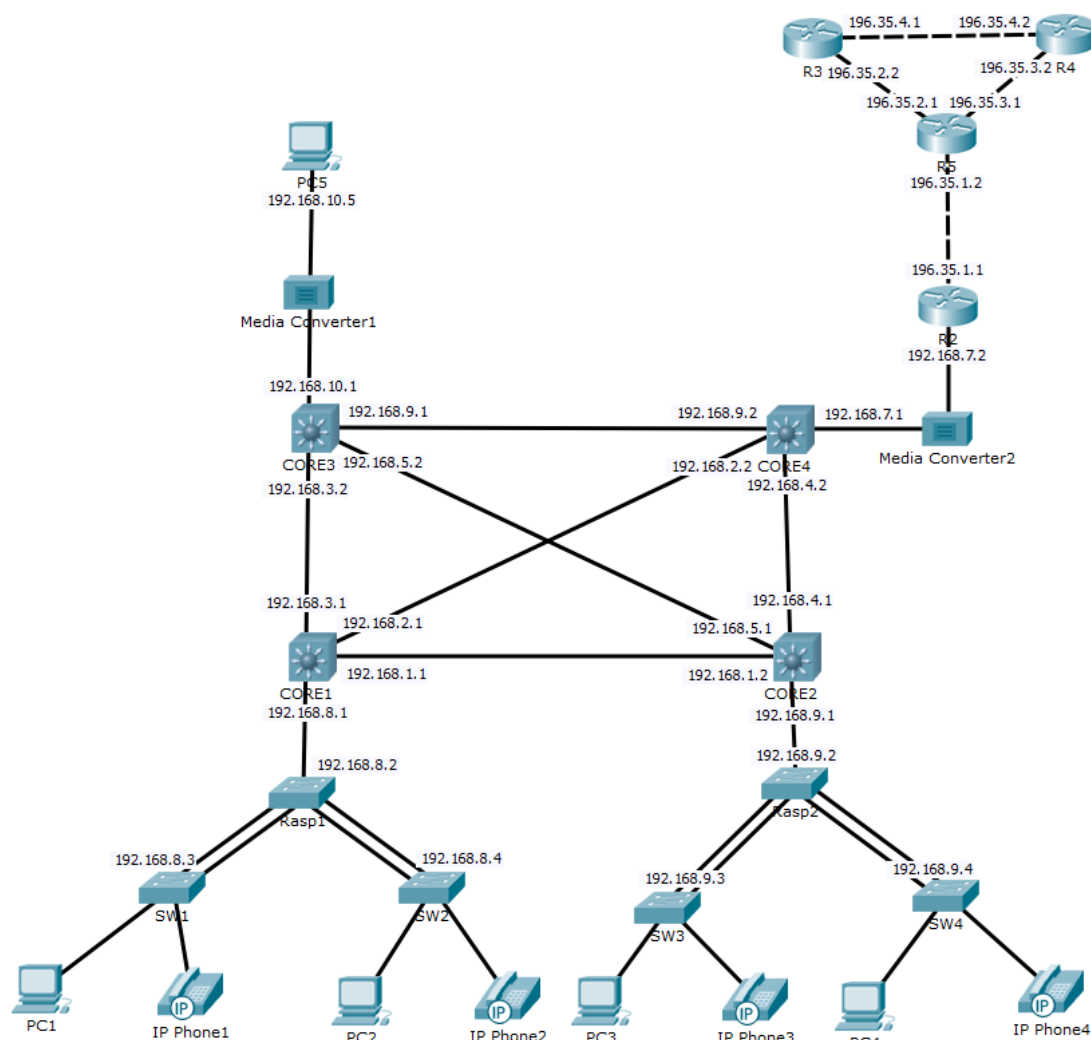 196.35.4.1
196.35.4.2
R3
196.35.2.2
196.35.3.2
R4
196.35.2.1
196.35.3.1
R5
196.35.1.2
PC5
192.168.10.5
196.35.1.1
Media Converter1
R2
192.168.7.2
192.168.10.1
192.168.9.1
192.168.9.2
192.168.7.1
CORE3
192.168.5.2
192.168.2.2
CORE4
Media Converter2
192.168.3.2
192.168.4.2
192.168.3.1
192.168.4.1
192.168.2.1
192.168.5.1
CORE1
192.168.1.1
192.168.1.2
CORE2
192.168.8.1
192.168.9.1
192.168.8.2
192.168.9.2
Rasp1
Rasp2
192.168.8.3
192.168.8.4
192.168.9.3
192.168.9.4
SW1
SW2
SW3
SW4
IP
IP
IP
IP
PC1
IP Phone1
PC2
IP Phone2
PC3
IP Phone3
IP Phone4